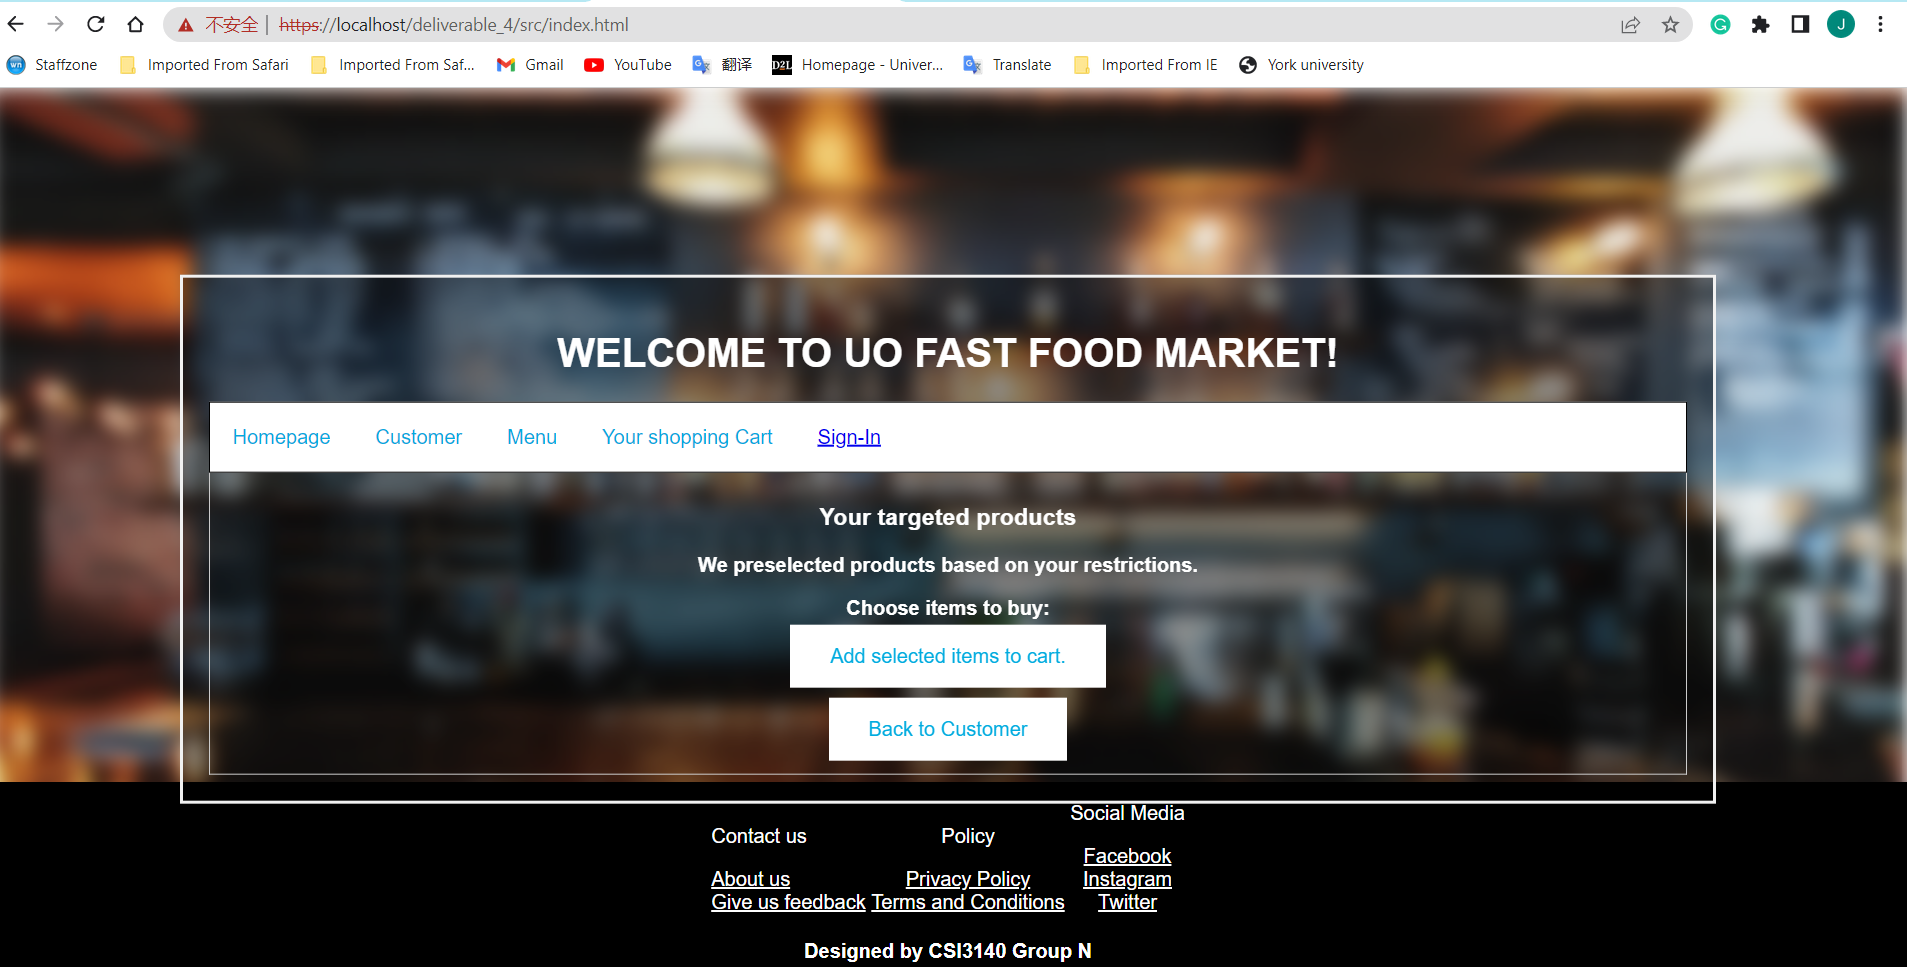 不安全 | https://localhost/deliverable_4/src/index.html J
wn Staffzone Imported From Safari Imported From Saf... Gmail YouTube G 翻译 D2L Homepage - Univer... G Translate Imported From IE York university
WELCOME TO UO FAST FOOD MARKET!
Homepage Customer Menu Your shopping Cart Sign-In
Your targeted products
We preselected products based on your restrictions.
Choose items to buy:
Add selected items to cart.
Back to Customer
Social Media
Contact us Policy
Facebook
About us Privacy Policy Instagram
Give us feedback Terms and Conditions Twitter
Designed by CSI3140 Group N